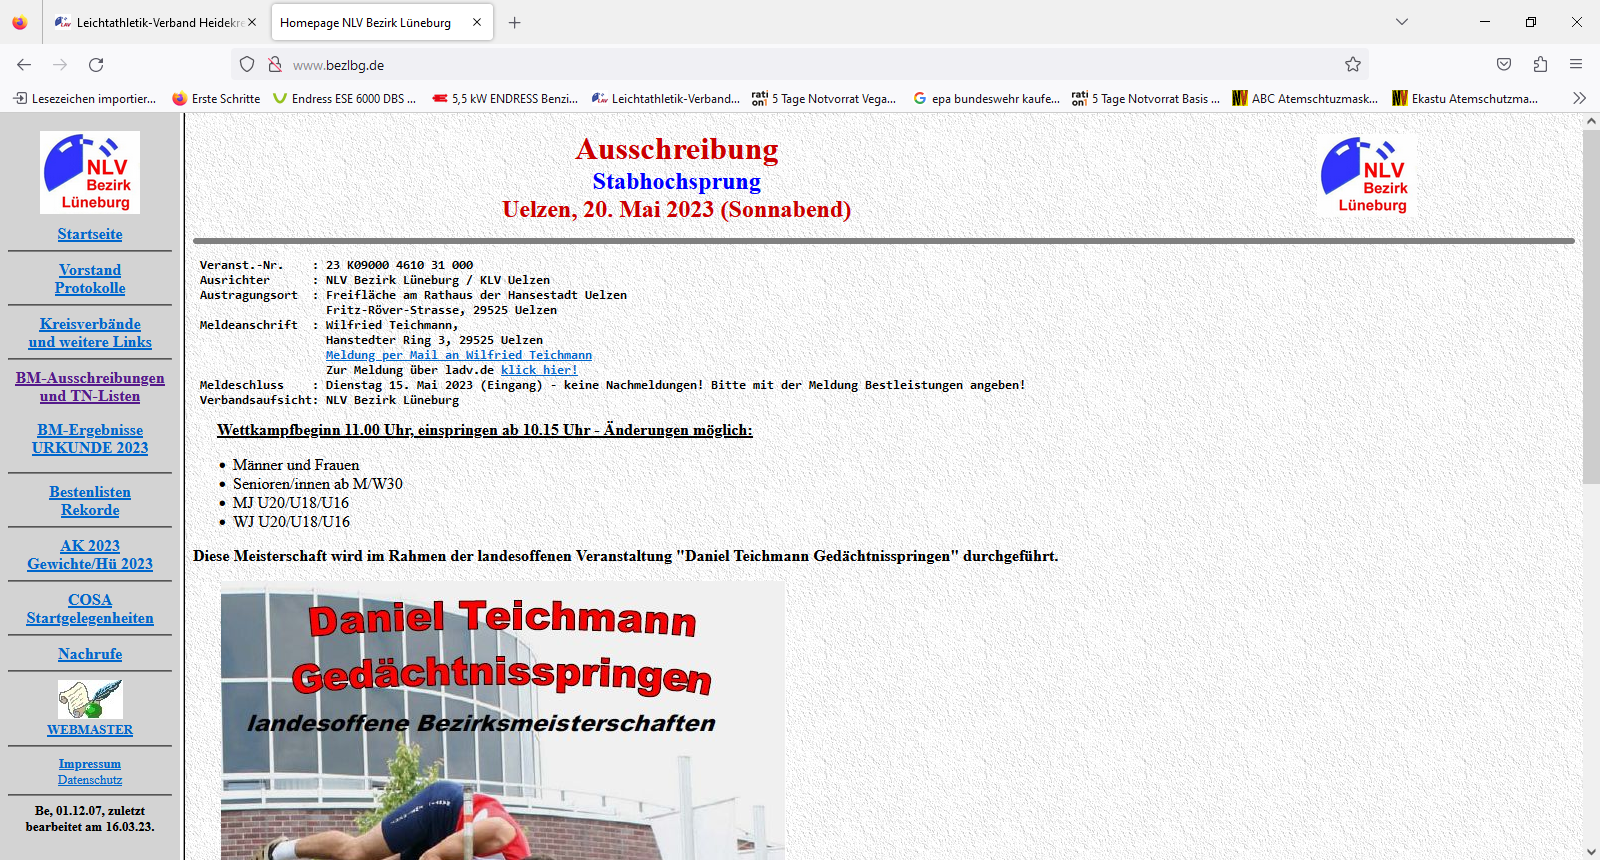 Leichtathletik-Verband Heidekre
Homepage NLV Bezirk Lüneburg
www.bezlbg.de
Lesezeichen importier...
Erste Schritte
Endress ESE 6000 DBS ...
5,5 kW ENDRESS Benzi...
Leichtathletik-Verband...
rati on1 5 Tage Notvorrat Vega...
epa bundeswehr kaufe...
rati on1 5 Tage Notvorrat Basis ...
ABC Atemschtuzmask...
Ekastu Atemschutzma...
NLV
Bezirk
Lüneburg
Startseite
Vorstand
Protokolle
Kreisverbände
und weitere Links
BM-Ausschreibungen
und TN-Listen
BM-Ergebnisse
URKUNDE 2023
Bestenlisten
Rekorde
AK 2023
Gewichte/Hü 2023
COSA
Startgelegenheiten
Nachrufe
WEBMASTER
Impressum
Datenschutz
Be, 01.12.07, zuletzt
bearbeitet am 16.03.23.
Ausschreibung
Stabhochsprung
Uelzen, 20. Mai 2023 (Sonnabend)
NLV
Bezirk
Lüneburg
Veranst.-Nr. : 23 K09000 4610 31 000
Ausrichter : NLV Bezirk Lüneburg / KLV Uelzen
Austragungsort : Freifläche am Rathaus der Hansestadt Uelzen
Fritz-Röver-Strasse, 29525 Uelzen
Meldeanschrift : Wilfried Teichmann,
Hanstedter Ring 3, 29525 Uelzen
Meldung per Mail an Wilfried Teichmann
Zur Meldung über ladv.de klick hier!
Meldeschluss : Dienstag 15. Mai 2023 (Eingang) - keine Nachmeldungen! Bitte mit der Meldung Bestleistungen angeben!
Verbandsaufsicht: NLV Bezirk Lüneburg
Wettkampfbeginn 11.00 Uhr, einspringen ab 10.15 Uhr - Änderungen möglich:
• Männer und Frauen
• Senioren/innen ab M/W30
• MJ U20/U18/U16
• WJ U20/U18/U16
Diese Meisterschaft wird im Rahmen der landesoffenen Veranstaltung "Daniel Teichmann Gedächtnisspringen" durchgeführt.
Daniel Teichmann
Gedächtnisspringen
landesoffene Bezirksmeisterschaften